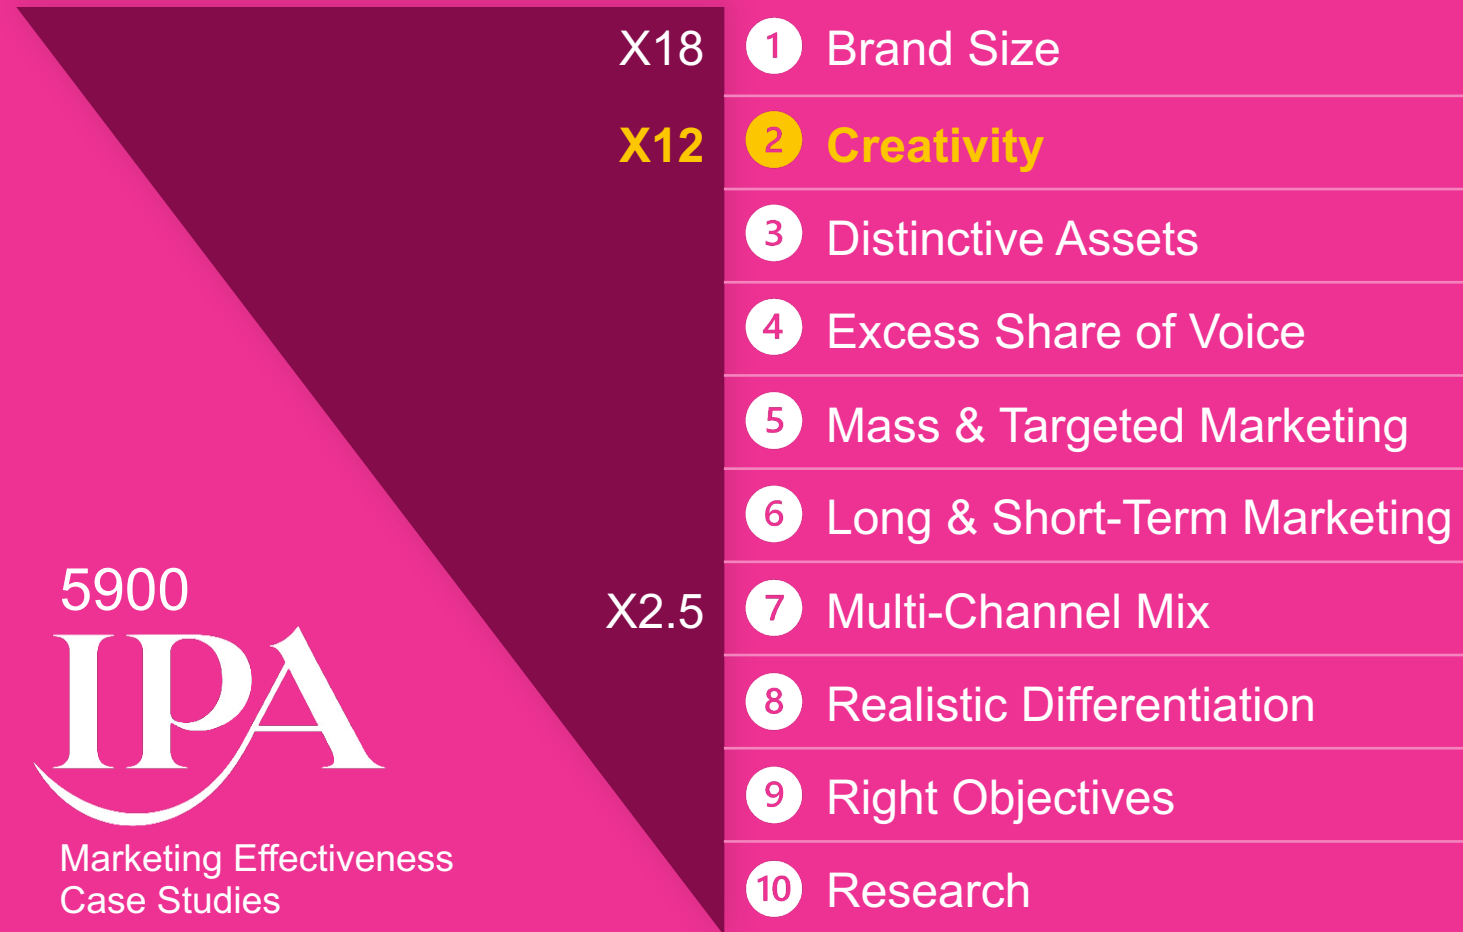 X18 1 Brand Size
X12 2 Creativity
3 Distinctive Assets
4 Excess Share of Voice
5 Mass & Targeted Marketing
6 Long & Short-Term Marketing
X2.5 7 Multi-Channel Mix
8 Realistic Differentiation
9 Right Objectives
10 Research
5900
IPA
Marketing Effectiveness
Case Studies